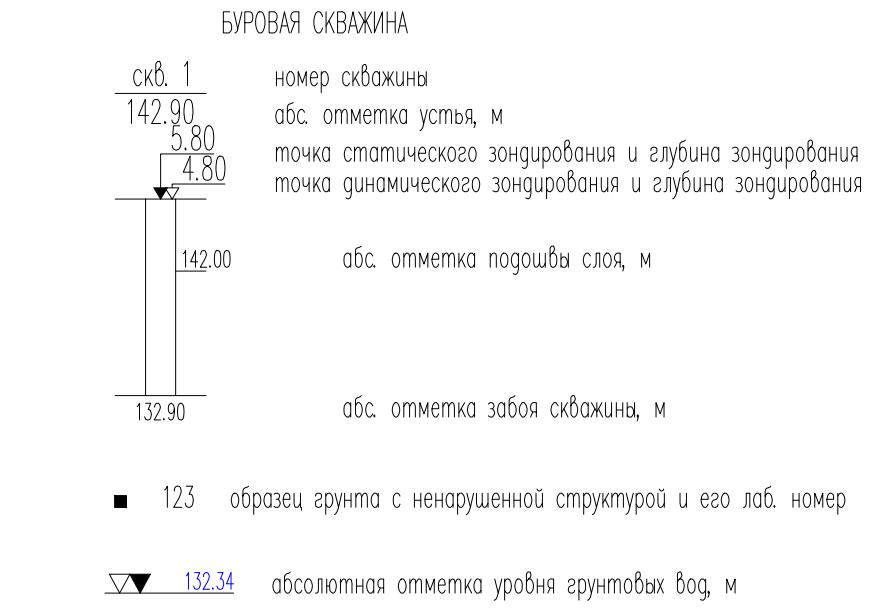 БУРОВАЯ СКВАЖИНА
скв. 1 номер скважины
142.90 абс. отметка устья, м
5.80 точка статического зондирования и глубина зондирования
4.80 точка динамического зондирования и глубина зондирования
142.00 абс. отметка подошвы слоя, м
132.90 абс. отметка забоя скважины, м
123 образец грунта с ненарушенной структурой и его лаб. номер
132.34 абсолютная отметка уровня грунтовых вод, м